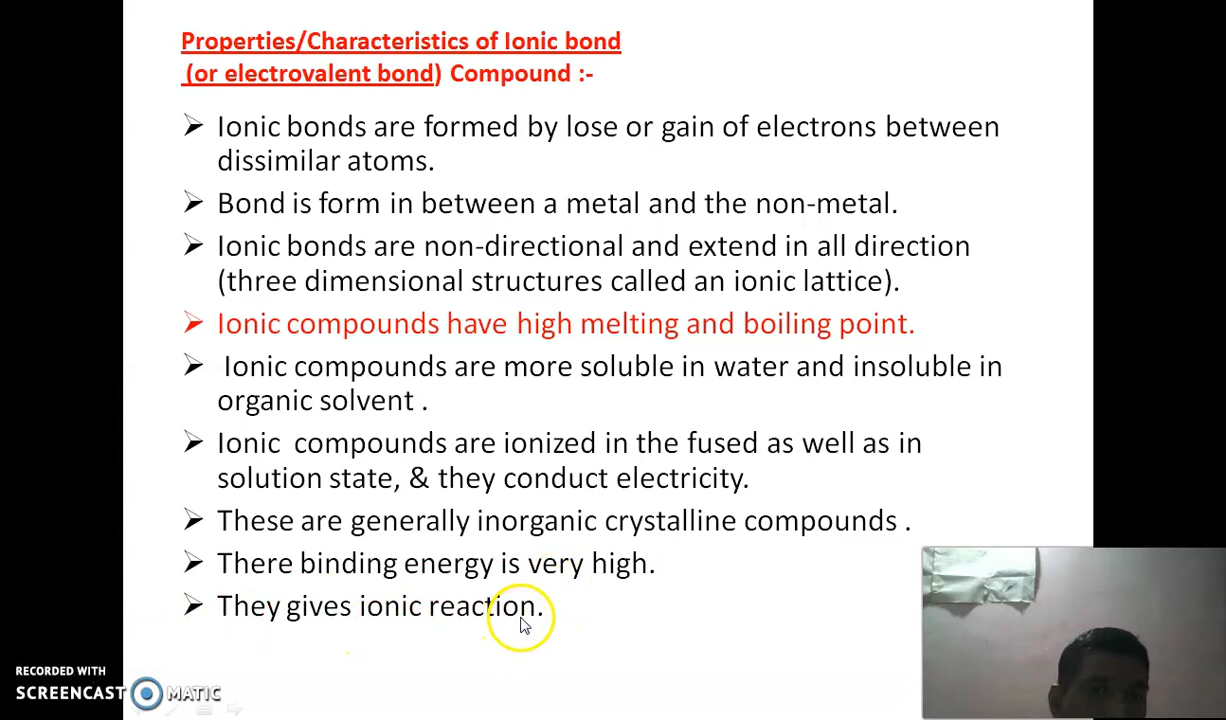 Properties/Characteristics of Ionic bond
(or electrovalent bond) Compound :-
Ionic bonds are formed by lose or gain of electrons between
dissimilar atoms.
Bond is form in between a metal and the non-metal.
Ionic bonds are non-directional and extend in all direction
(three dimensional structures called an ionic lattice).
Ionic compounds have high melting and boiling point.
Ionic compounds are more soluble in water and insoluble in
organic solvent .
Ionic  compounds are ionized in the fused as well as in
solution state, & they conduct electricity.
These are generally inorganic crystalline compounds .
There binding energy is very high.
They gives ionic reaction.
RECORDED WITH
SCREENCAST MATIC